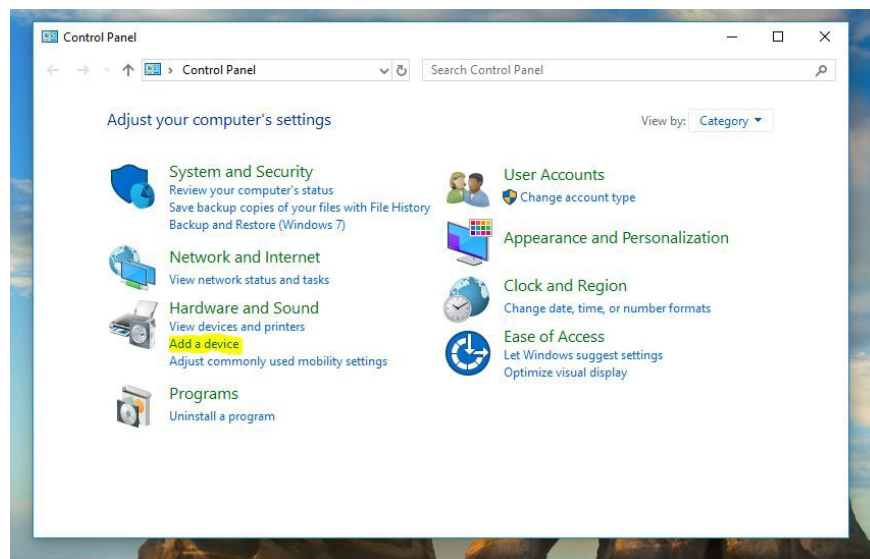 Control Panel
Control Panel
Search Control Panel
Adjust your computer's settings
View by: Category
System and Security
Review your computer's status
Save backup copies of your files with File History
Backup and Restore (Windows 7)
Network and Internet
View network status and tasks
Hardware and Sound
View devices and printers
Add a device
Adjust commonly used mobility settings
Programs
Uninstall a program
User Accounts
Change account type
Appearance and Personalization
Clock and Region
Change date, time, or number formats
Ease of Access
Let Windows suggest settings
Optimize visual display